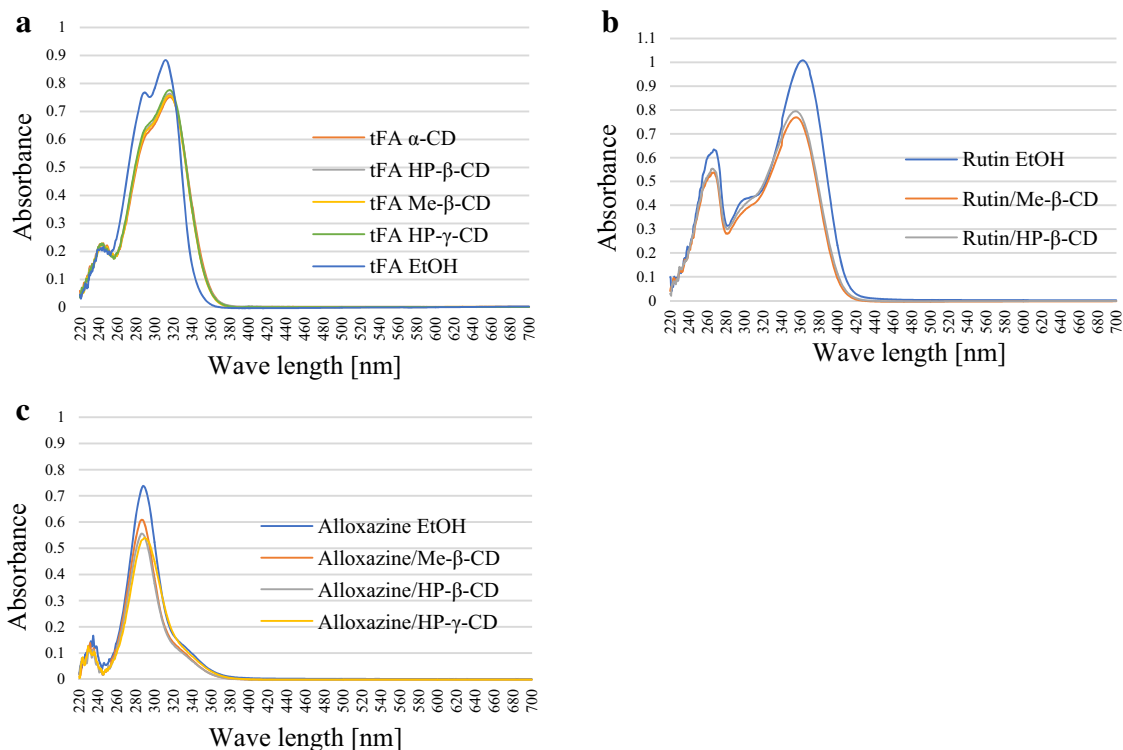 a
1
0.9
0.8
0.7
0.6
0.5
0.4
0.3
0.2
0.1
0
Absorbance
tFA α-CD
tFA HP-β-CD
tFA Me-β-CD
tFA HP-γ-CD
tFA EtOH
220 240 260 280 300 320 340 360 380 400 420 440 460 480 500 520 540 560 580 600 620 640 660 680 700
Wave length [nm]
b
1.1
1
0.9
0.8
0.7
0.6
0.5
0.4
0.3
0.2
0.1
0
Absorbance
Rutin EtOH
Rutin/Me-β-CD
Rutin/HP-β-CD
220 240 260 280 300 320 340 360 380 400 420 440 460 480 500 520 540 560 580 600 620 640 660 680 700
Wave length [nm]
c
1
0.9
0.8
0.7
0.6
0.5
0.4
0.3
0.2
0.1
0
Absorbance
Alloxazine EtOH
Alloxazine/Me-β-CD
Alloxazine/HP-β-CD
Alloxazine/HP-γ-CD
220 240 260 280 300 320 340 360 380 400 420 440 460 480 500 520 540 560 580 600 620 640 660 680 700
Wave length [nm]